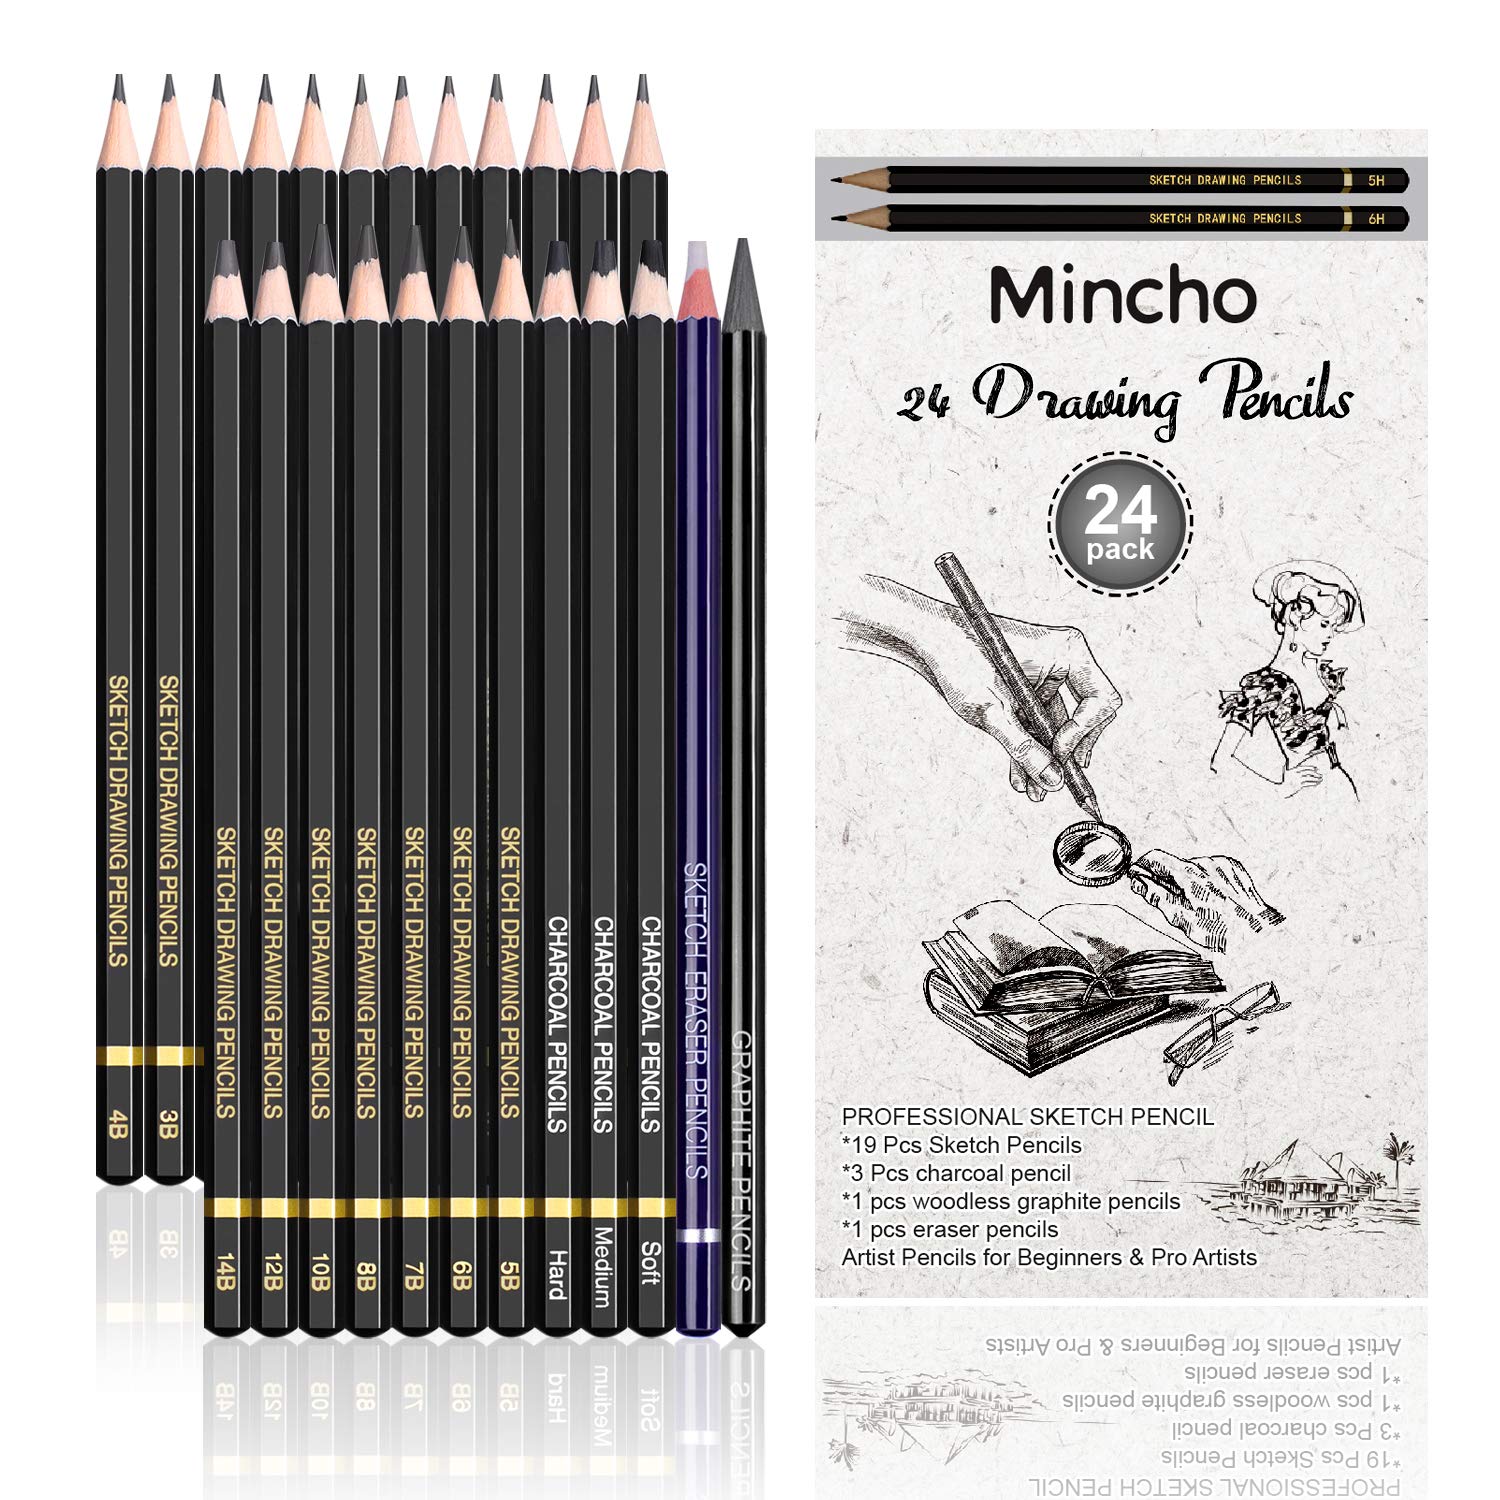 SKETCH DRAWING PENCILS 4B
SKETCH DRAWING PENCILS 3B
SKETCH DRAWING PENCILS 14B
SKETCH DRAWING PENCILS 12B
SKETCH DRAWING PENCILS 10B
SKETCH DRAWING PENCILS 8B
SKETCH DRAWING PENCILS 7B
SKETCH DRAWING PENCILS 6B
SKETCH DRAWING PENCILS 5B
CHARCOAL PENCILS Hard
CHARCOAL PENCILS Medium
CHARCOAL PENCILS Soft
SKETCH ERASER PENCILS
GRAPHITE PENCILS
SKETCH DRAWING PENCILS 5H
SKETCH DRAWING PENCILS 6H
Mincho
24 Drawing Pencils
24
pack
PROFESSIONAL SKETCH PENCIL
*19 Pcs Sketch Pencils
*3 Pcs charcoal pencil
*1 pcs woodless graphite pencils
*1 pcs eraser pencils
Artist Pencils for Beginners & Pro Artists